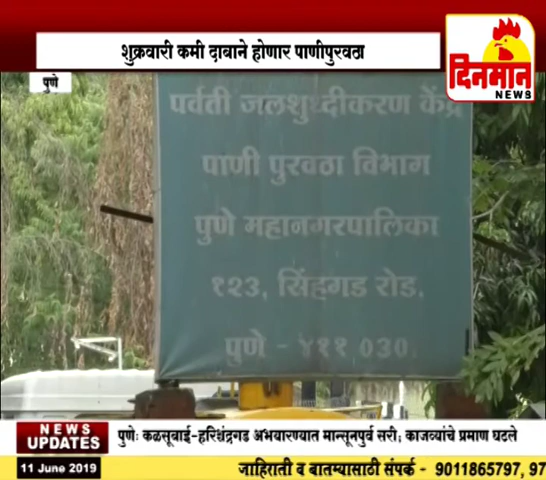 शुक्रवारी कमी दाबाने होणार पाणीपुरवठा
दिनमान
NEWS
पुणे
पर्वती जलशुध्दीकरण केंद्र
पाणी पुरवठा विभाग
पुणे महानगरपालिका
१२३, सिंहगड रोड,
पुणे - ४११ 030.
NEWS
UPDATES
पुणेः कळसूबाई-हरिश्चंद्रगड अभयारण्यात मान्सूनपुर्व सरी; काजव्यांचे प्रमाण घटले
11 June 2019
जाहिराती व बातम्यासाठी संपर्क - 9011865797, 97